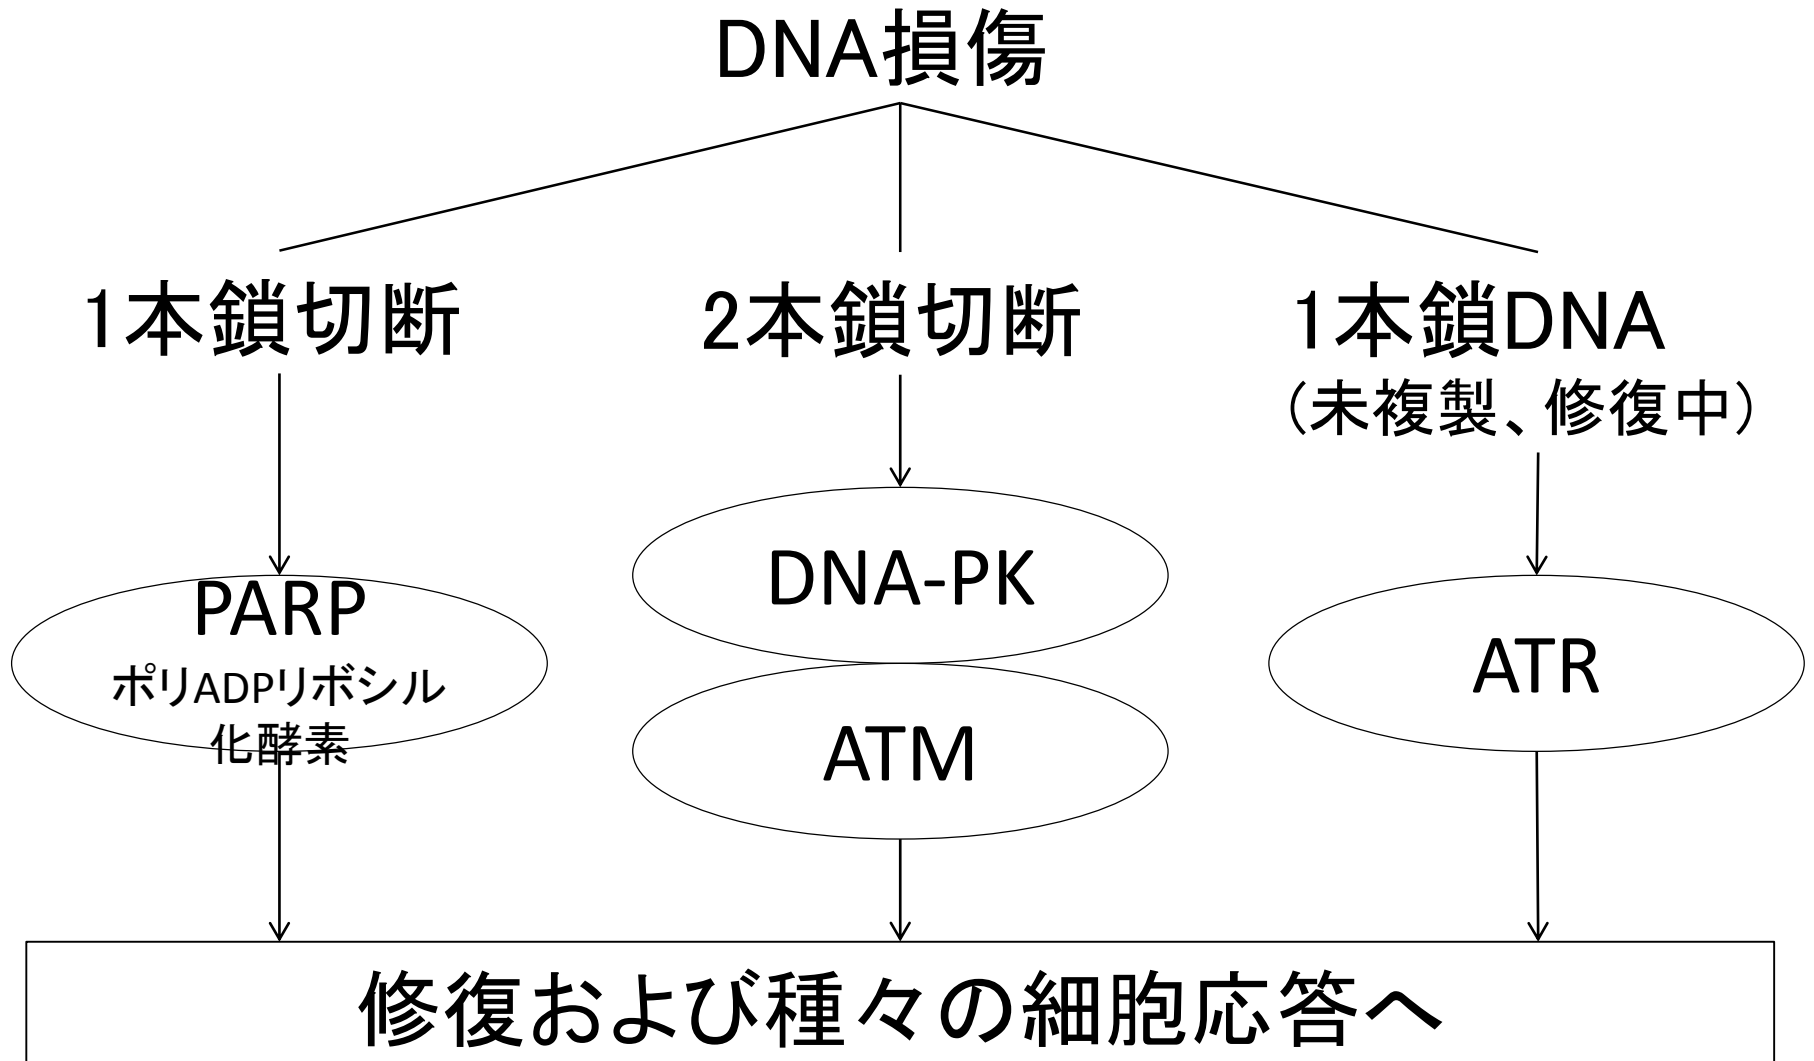 DNA損傷
1本鎖切断
2本鎖切断
1本鎖DNA
（未複製、修復中）
PARP
ポリADPリボシル
化酵素
DNA-PK
ATM
ATR
修復および種々の細胞応答へ